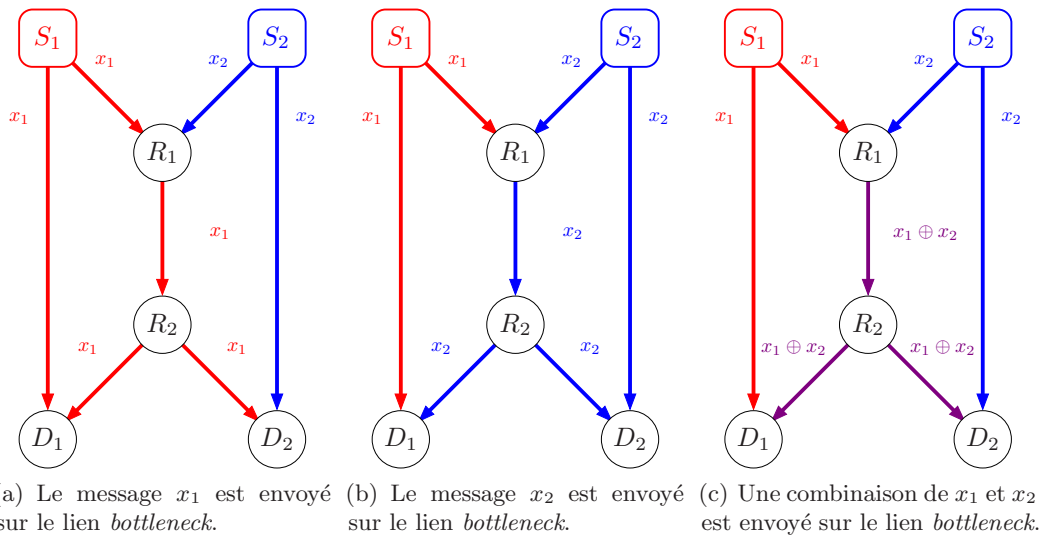 S₁ S₂
x₁ x₂
x₁ x₂
R₁
x₁
R₂
x₁ x₁
D₁ D₂
a) Le message x₁ est envoyé
sur le lien bottleneck.
S₁ S₂
x₁ x₂
x₁ x₂
R₁
x₂
R₂
x₂ x₂
D₁ D₂
(b) Le message x₂ est envoyé
sur le lien bottleneck.
S₁ S₂
x₁ x₂
x₁ x₂
R₁
x₁ ⊕ x₂
R₂
x₁ ⊕ x₂ x₁ ⊕ x₂
D₁ D₂
(c) Une combinaison de x₁ et x₂
est envoyé sur le lien bottleneck.